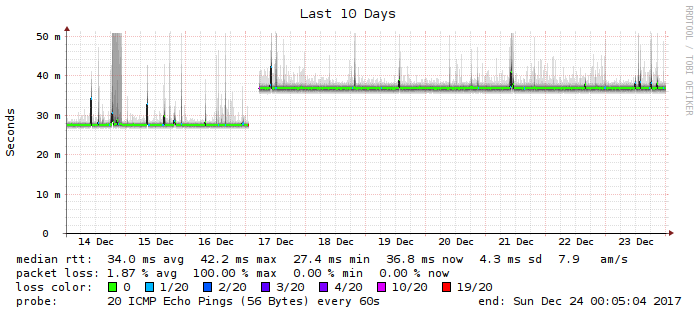 Last 10 Days
RRDTOOL / TOBI OETIKER
Seconds
50 m
40 m
30 m
20 m
10 m
0
14 Dec 15 Dec 16 Dec 17 Dec 18 Dec 19 Dec 20 Dec 21 Dec 22 Dec 23 Dec
median rtt: 34.0 ms avg 42.2 ms max 27.4 ms min 36.8 ms now 4.3 ms sd 7.9 am/s
packet loss: 1.87 % avg 100.00 % max 0.00 % min 0.00 % now
loss color: 0 1/20 2/20 3/20 4/20 10/20 19/20
probe: 20 ICMP Echo Pings (56 Bytes) every 60s end: Sun Dec 24 00:05:04 2017